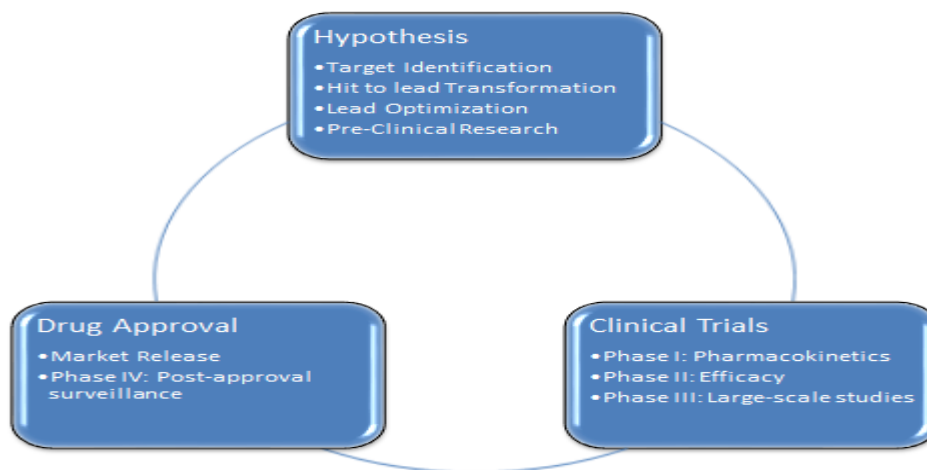 Hypothesis
•Target Identification
•Hit to lead Transformation
•Lead Optimization
•Pre-Clinical Research
Drug Approval
•Market Release
•Phase IV: Post-approval
surveillance
Clinical Trials
•Phase I: Pharmacokinetics
•Phase II: Efficacy
•Phase III: Large-scale studies